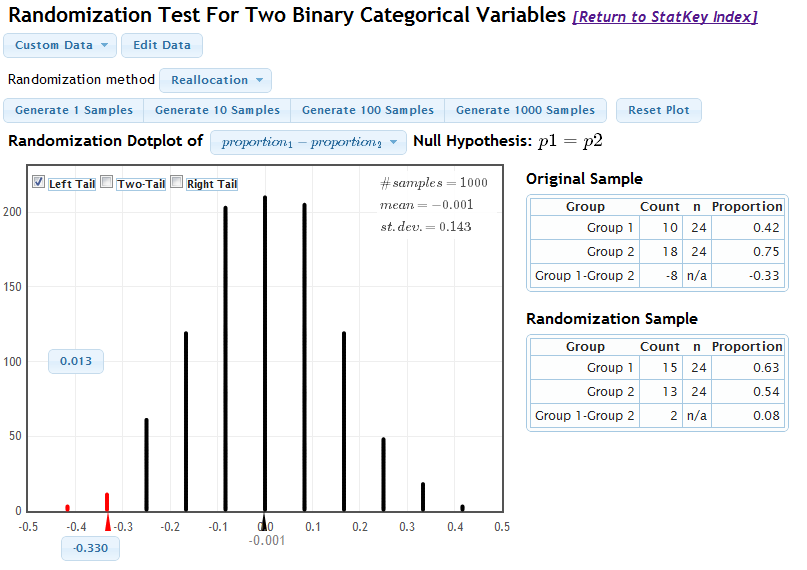 Randomization Test For Two Binary Categorical Variables [Return to StatKey Index]
Custom Data Edit Data
Randomization method Reallocation
Generate 1 Samples Generate 10 Samples Generate 100 Samples Generate 1000 Samples Reset Plot
Randomization Dotplot of proportion₁ − proportion₂ Null Hypothesis: p1 = p2
Left Tail Two-Tail Right Tail
# samples = 1000
mean = −0.001
st. dev. = 0.143
200
150
100
50
0
0.013
-0.5 -0.4 -0.3 -0.2 -0.1 0.0 0.1 0.2 0.3 0.4 0.5
-0.001
-0.330
Original Sample
Group Count n Proportion
Group 1 10 24 0.42
Group 2 18 24 0.75
Group 1-Group 2 -8 n/a -0.33
Randomization Sample
Group Count n Proportion
Group 1 15 24 0.63
Group 2 13 24 0.54
Group 1-Group 2 2 n/a 0.08